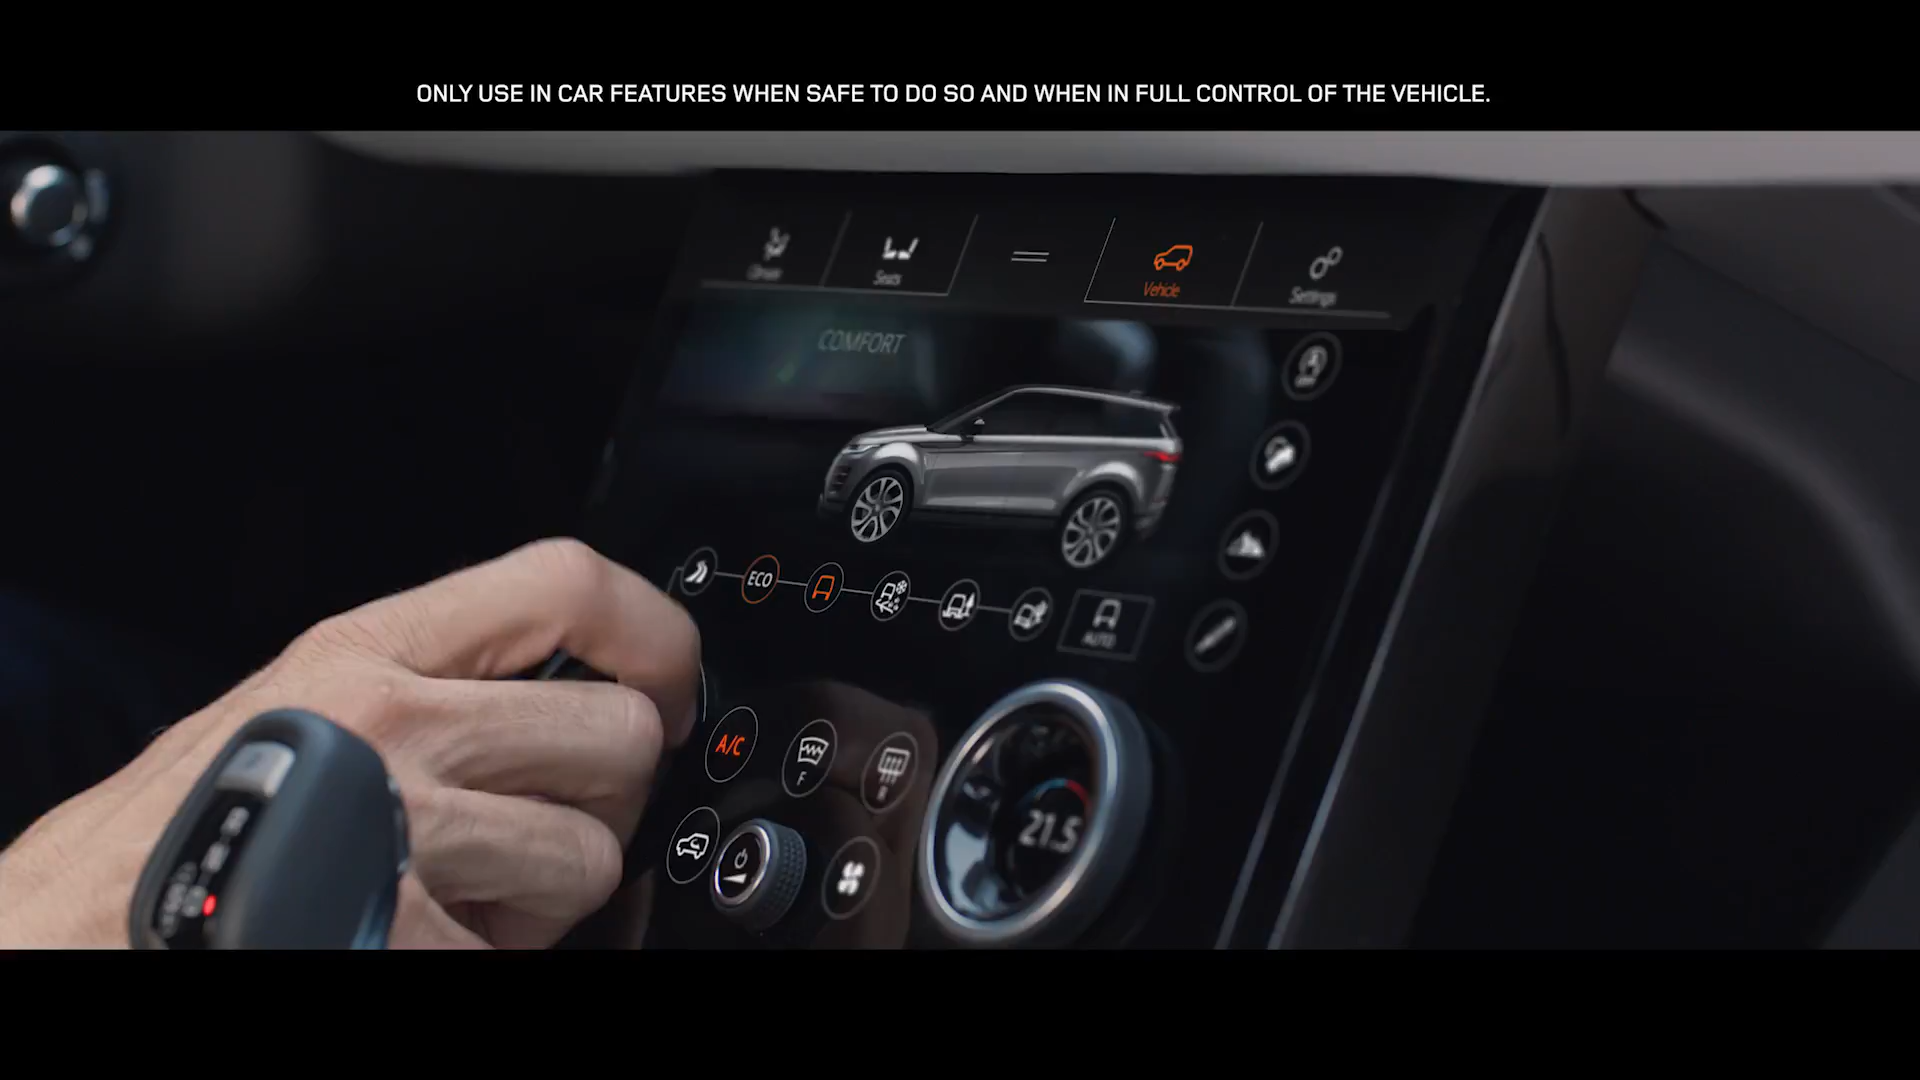 ONLY USE IN CAR FEATURES WHEN SAFE TO DO SO AND WHEN IN FULL CONTROL OF THE VEHICLE.
Climate
Seats
Vehicle
Settings
COMFORT
ECO
AUTO
A/C
F
R
21.5